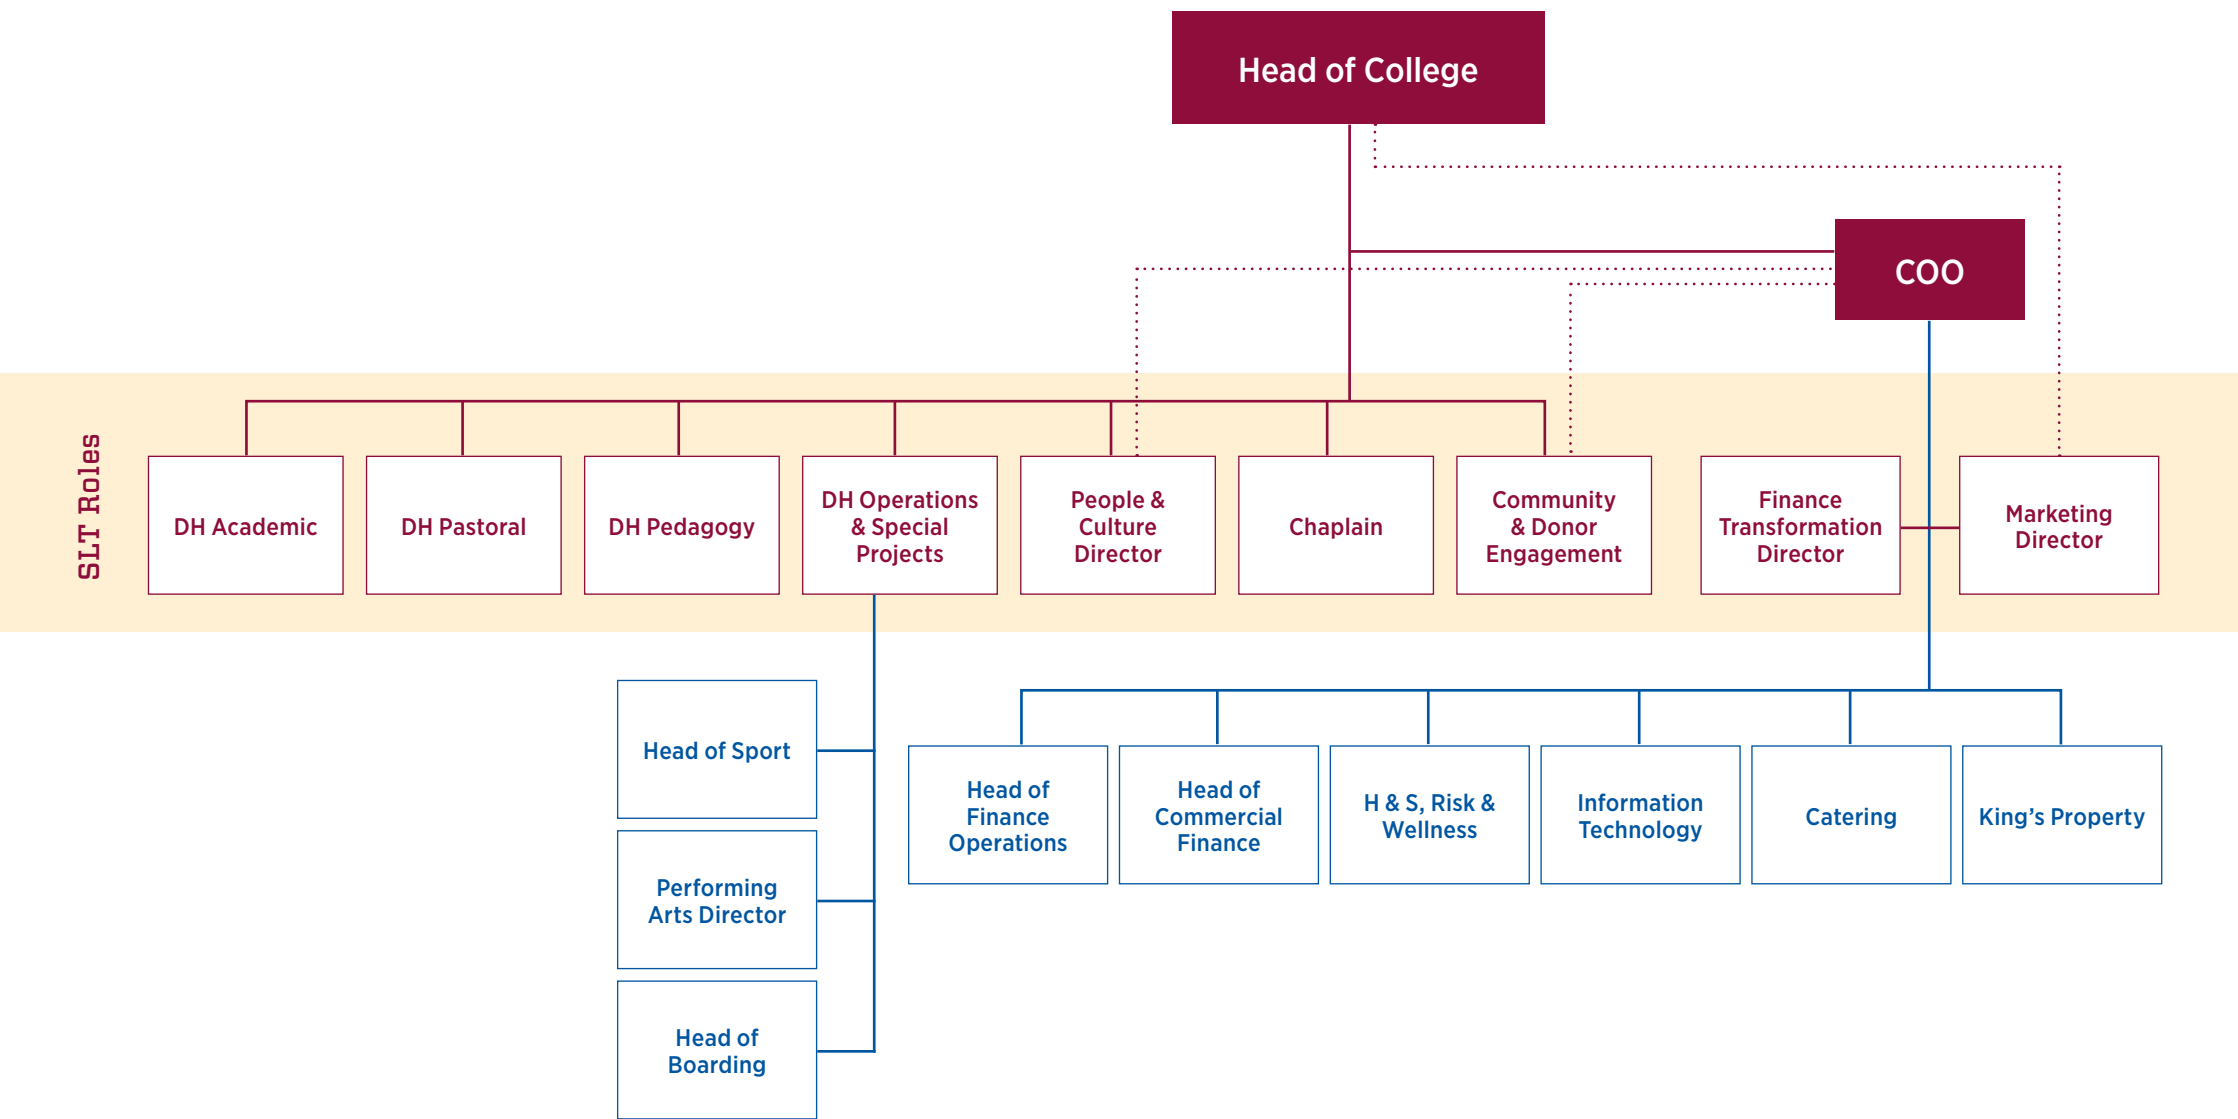 Head of College
COO
SLT Roles
DH Academic
DH Pastoral
DH Pedagogy
DH Operations
& Special
Projects
People &
Culture
Director
Chaplain
Community
& Donor
Engagement
Finance
Transformation
Director
Marketing
Director
Head of Sport
Performing
Arts Director
Head of
Boarding
Head of
Finance
Operations
Head of
Commercial
Finance
H & S, Risk &
Wellness
Information
Technology
Catering
King’s Property